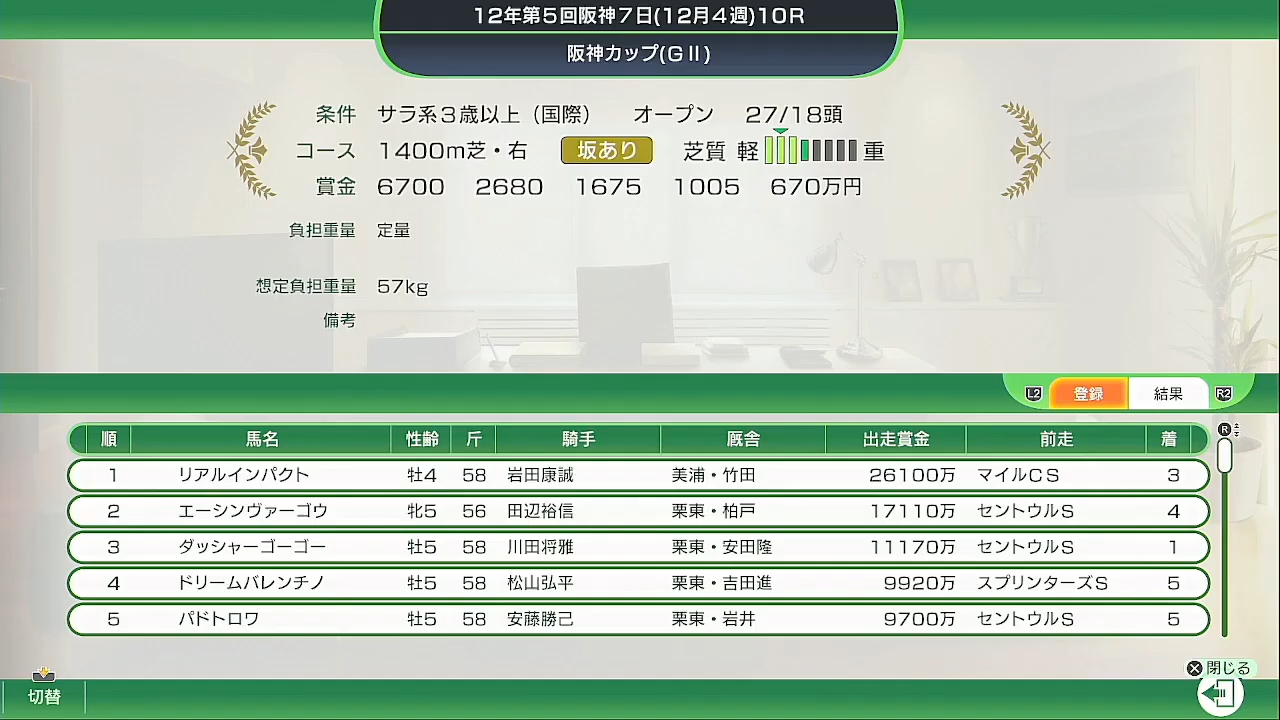 12年第5回阪神7日(12月4週)10R
阪神カップ(GⅡ)
条件 サラ系3歳以上（国際） オープン 27/18頭
コース 1400m芝・右 坂あり 芝質 軽 重
賞金 6700 2680 1675 1005 670万円
負担重量 定量
想定負担重量 57kg
備考
L2 登録 結果 R2
順 馬名 性齢 斤 騎手 厩舎 出走賞金 前走 着 R
1 リアルインパクト 牡4 58 岩田康誠 美浦・竹田 26100万 マイルCS 3
2 エーシンヴァーゴウ 牝5 56 田辺裕信 栗東・柏戸 17110万 セントウルS 4
3 ダッシャーゴーゴー 牡5 58 川田将雅 栗東・安田隆 11170万 セントウルS 1
4 ドリームバレンチノ 牡5 58 松山弘平 栗東・吉田進 9920万 スプリンターズS 5
5 パドトロワ 牡5 58 安藤勝己 栗東・岩井 9700万 セントウルS 5
閉じる
切替